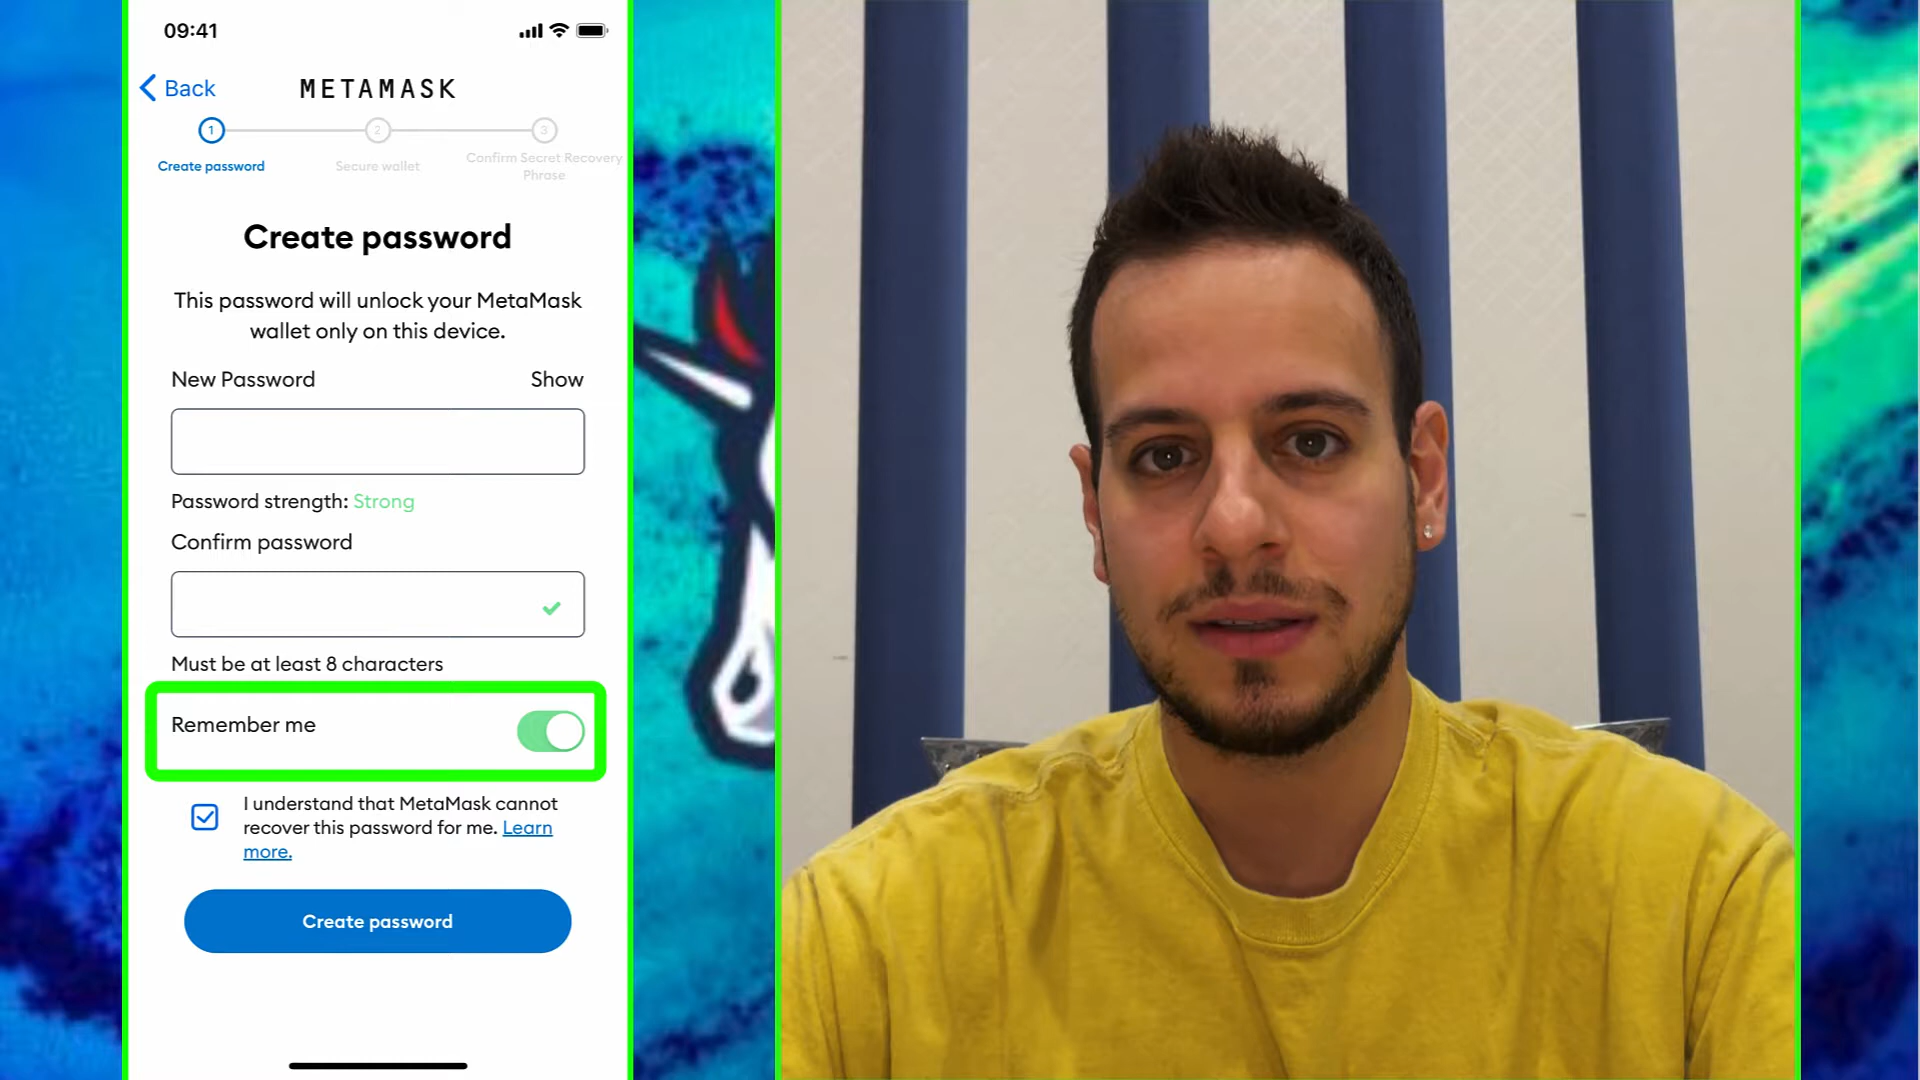 09:41
Back
METAMASK
1
2
3
Create password
Secure wallet
Confirm Secret Recovery
Phrase
Create password
This password will unlock your MetaMask
wallet only on this device.
New Password
Show
Password strength: Strong
Confirm password
Must be at least 8 characters
Remember me
I understand that MetaMask cannot
recover this password for me. Learn
more.
Create password